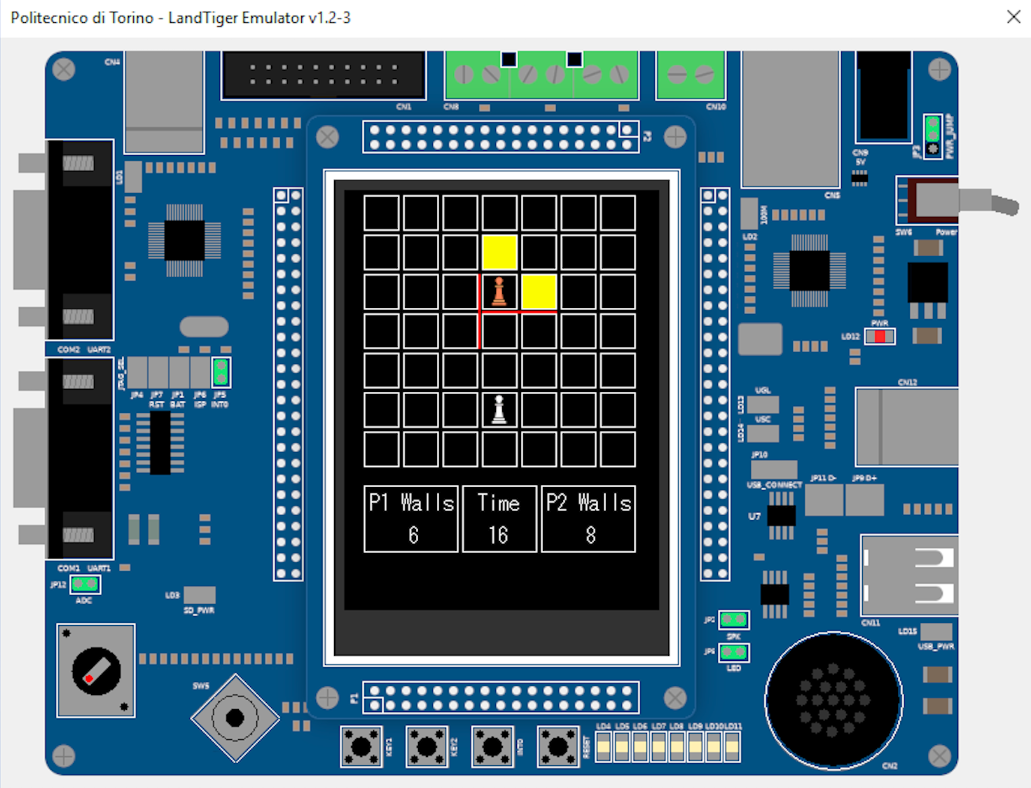 Politecnico di Torino - LandTiger Emulator v1.2-3
CN4
CN1
CN8
CN10
P2
JP3
PWR_JUMP
CN9
5V
LD1
CN5
100M
LD2
SW6
Power
PWR
LD12
COM2 UART2
JTAG_SEL
JP4 JP7 JP1 JP6 JP5
RST BAT ISP INT0
CN12
UGL
LD13
USC
LD14
JP10
USB_CONNECT
JP11 D- JP9 D+
U7
P1 Walls
6
Time
16
P2 Walls
8
COM1 UART1
JP12
ADC
LD3
SD_PWR
CN11
LD15
USB_PWR
JP2
SPK
JP8
LED
SW5
P1
KEY1
KEY2
INT0
RESET
LD4 LD5 LD6 LD7 LD8 LD9 LD10 LD11
CN2